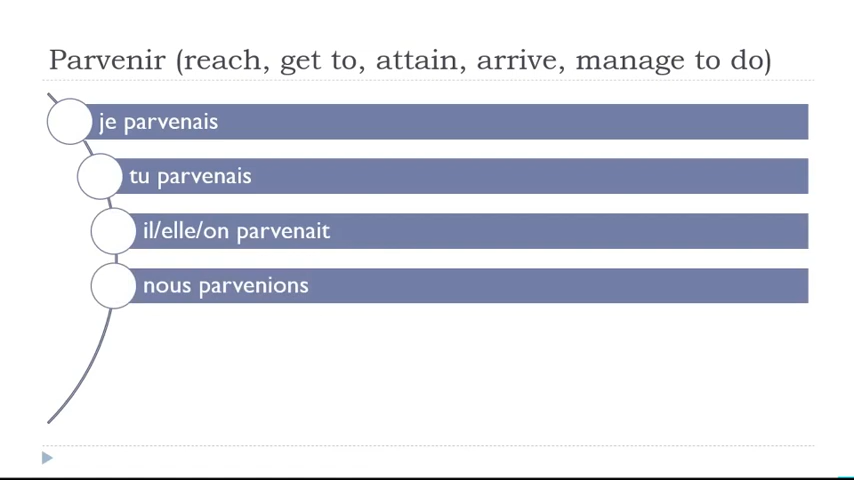 Parvenir (reach, get to, attain, arrive, manage to do)
je parvenais
tu parvenais
il/elle/on parvenait
nous parvenions